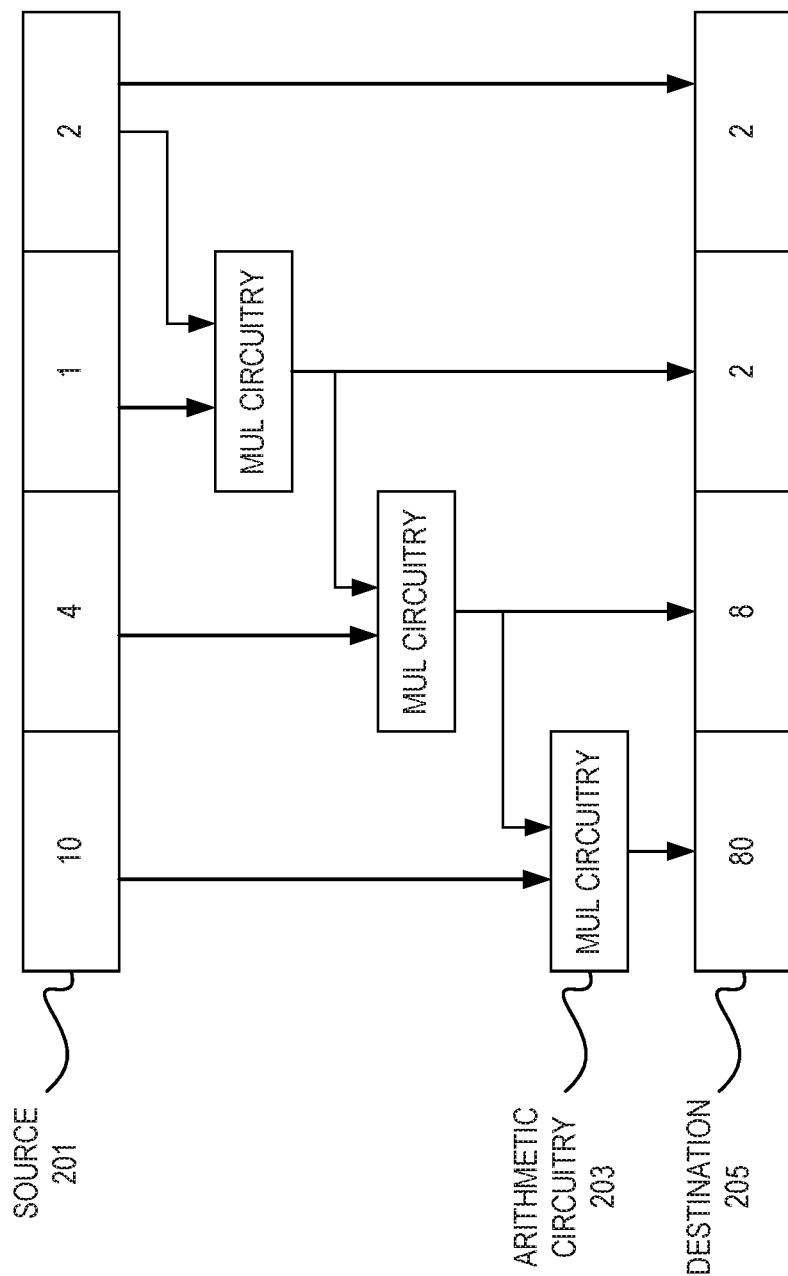 SOURCE
201
10
4
1
2
MUL CIRCUITRY
MUL CIRCUITRY
ARITHMETIC
CIRCUITRY
203
MUL CIRCUITRY
DESTINATION
205
80
8
2
2